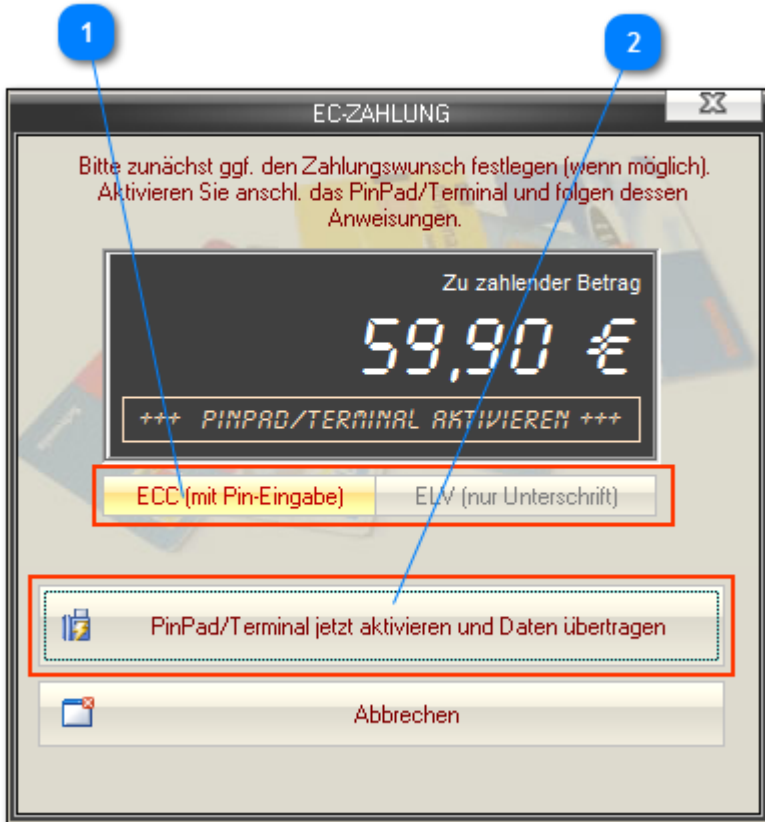 1
2
EC-ZAHLUNG
Bitte zunächst ggf. den Zahlungswunsch festlegen (wenn möglich).
Aktivieren Sie anschl. das PinPad/Terminal und folgen dessen
Anweisungen.
Zu zahlender Betrag
59,90 €
+++ PINPAD/TERMINAL AKTIVIEREN +++
ECC (mit Pin-Eingabe)
ELV (nur Unterschrift)
PinPad/Terminal jetzt aktivieren und Daten übertragen
Abbrechen